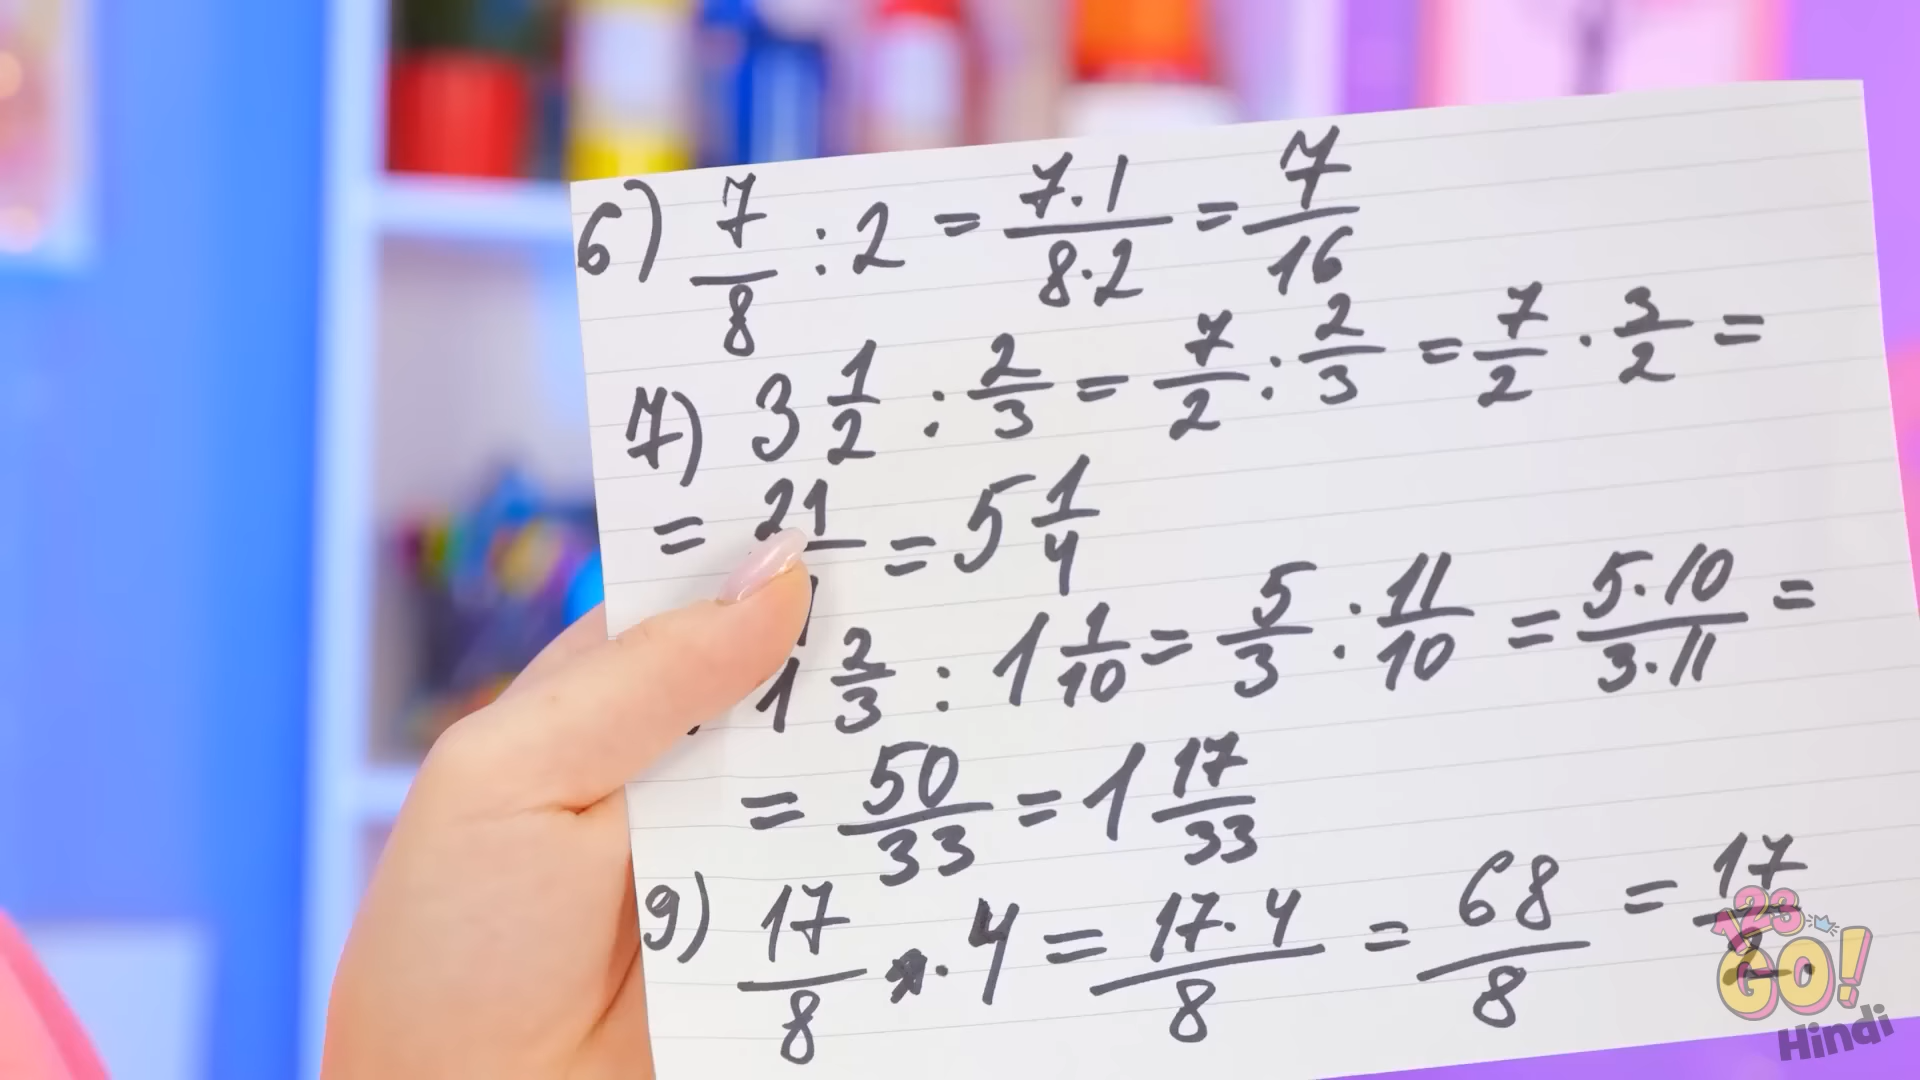 6) 7/8 : 2 = 7·1/8·2 = 7/16
7) 3 1/2 : 2/3 = 7/2 : 2/3 = 7/2 · 3/2 =
= 21/4 = 5 1/4
1 2/3 : 1 1/10 = 5/3 : 11/10 = 5·10/3·11 =
= 50/33 = 1 17/33
9) 17/8 · 4 = 17·4/8 = 68/8 = 17/2
123 GO!
Hindi